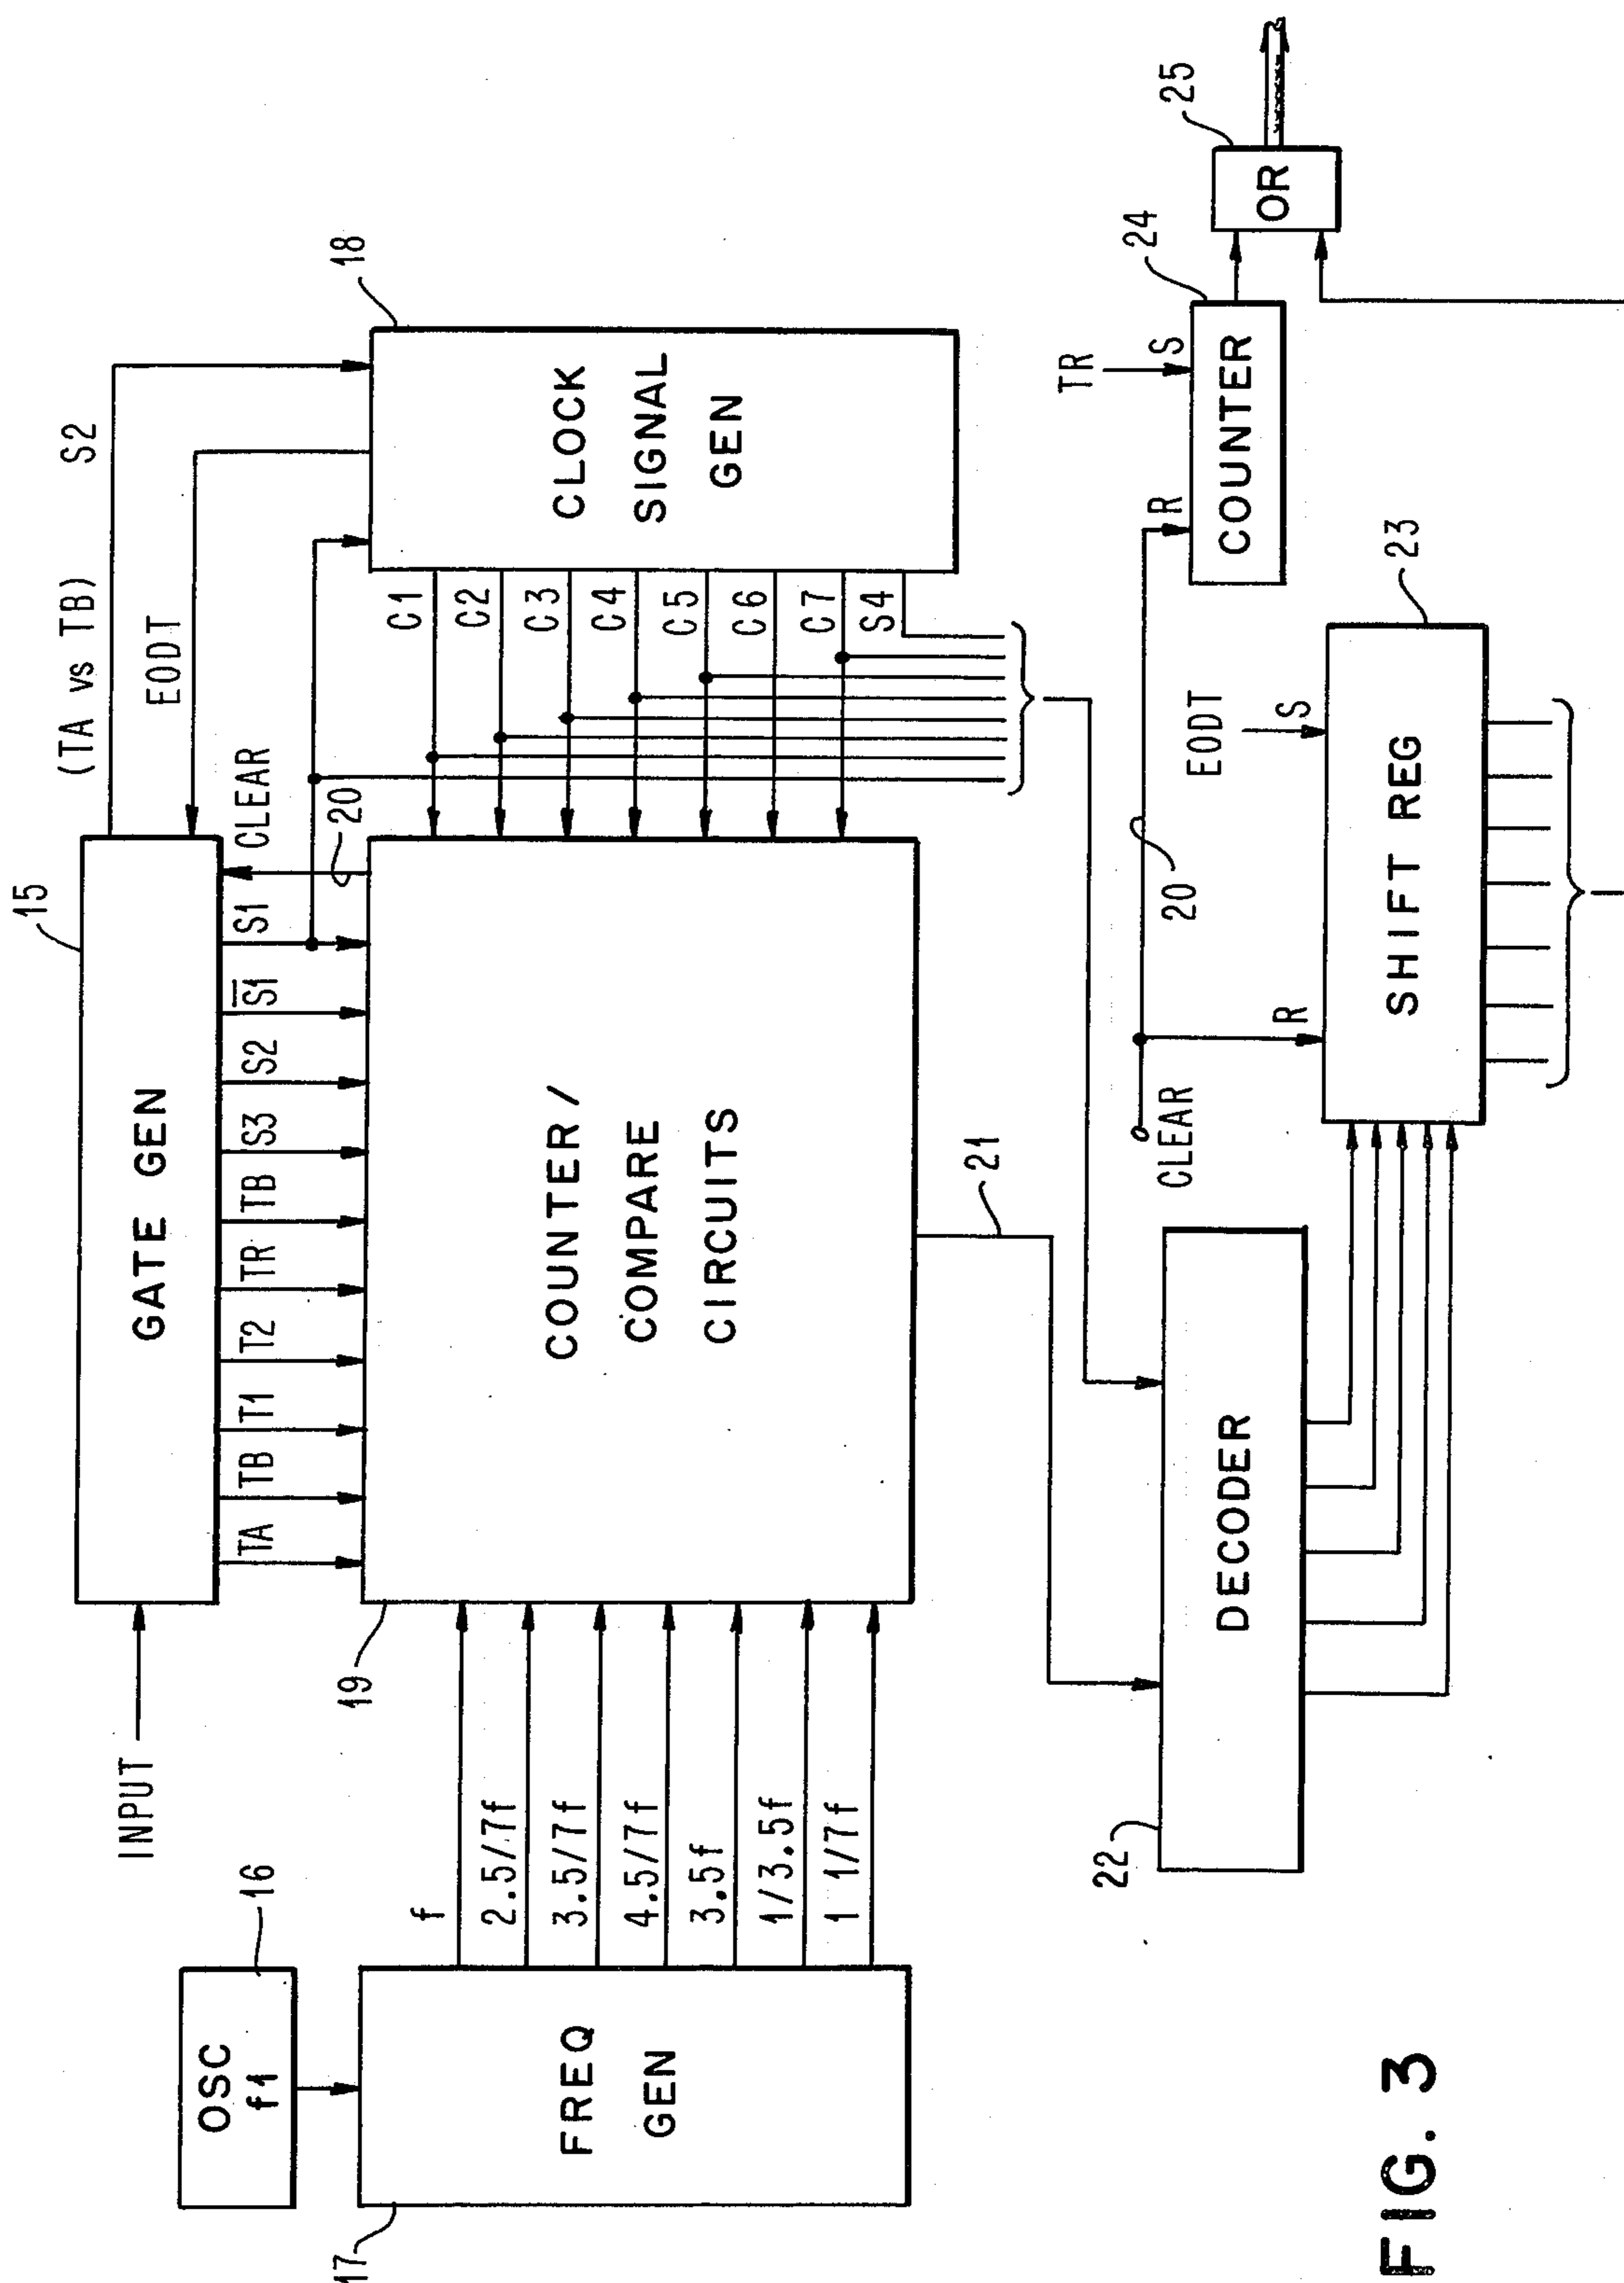 15
GATE GEN
INPUT
(TA vs TB) S2
EODT
CLEAR
20
TA
TB
T1
T2
TR
TB
S3
S2
S1
S1
18
CLOCK
SIGNAL
GEN
C1
C2
C3
C4
C5
C6
C7
S4
16
OSC
f1
17
FREQ
GEN
f
2.5/7f
3.5/7f
4.5/7f
3.5f
1/3.5f
1 1/7f
19
COUNTER/
COMPARE
CIRCUITS
21
22
DECODER
CLEAR
20
R
EODT
S
SHIFT REG
23
R
TR
S
COUNTER
24
OR
25
FIG. 3